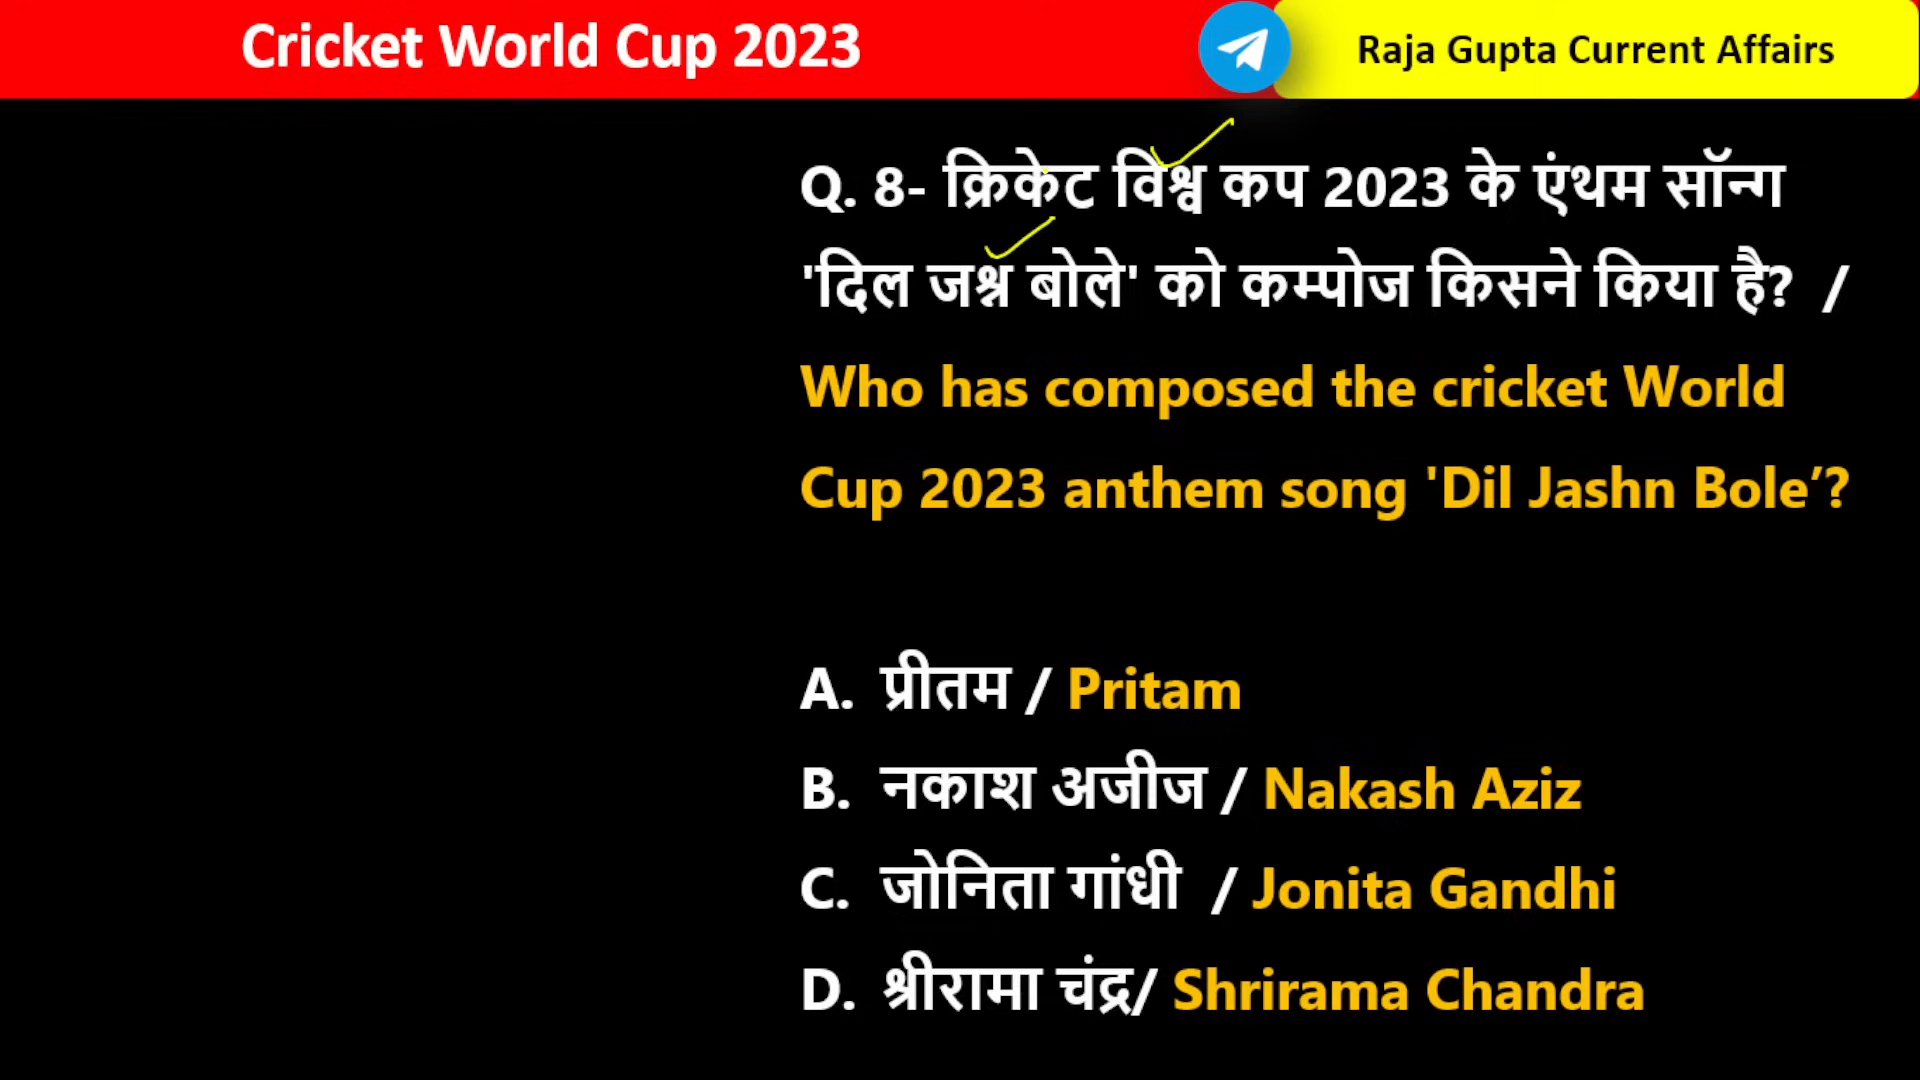 Cricket World Cup 2023
Raja Gupta Current Affairs
Q. 8- क्रिकेट विश्व कप 2023 के एंथम सॉन्ग
'दिल जश्न बोले' को कम्पोज किसने किया है? /
Who has composed the cricket World
Cup 2023 anthem song 'Dil Jashn Bole’?
A. प्रीतम / Pritam
B. नकाश अजीज / Nakash Aziz
C. जोनिता गांधी / Jonita Gandhi
D. श्रीरामा चंद्र/ Shrirama Chandra